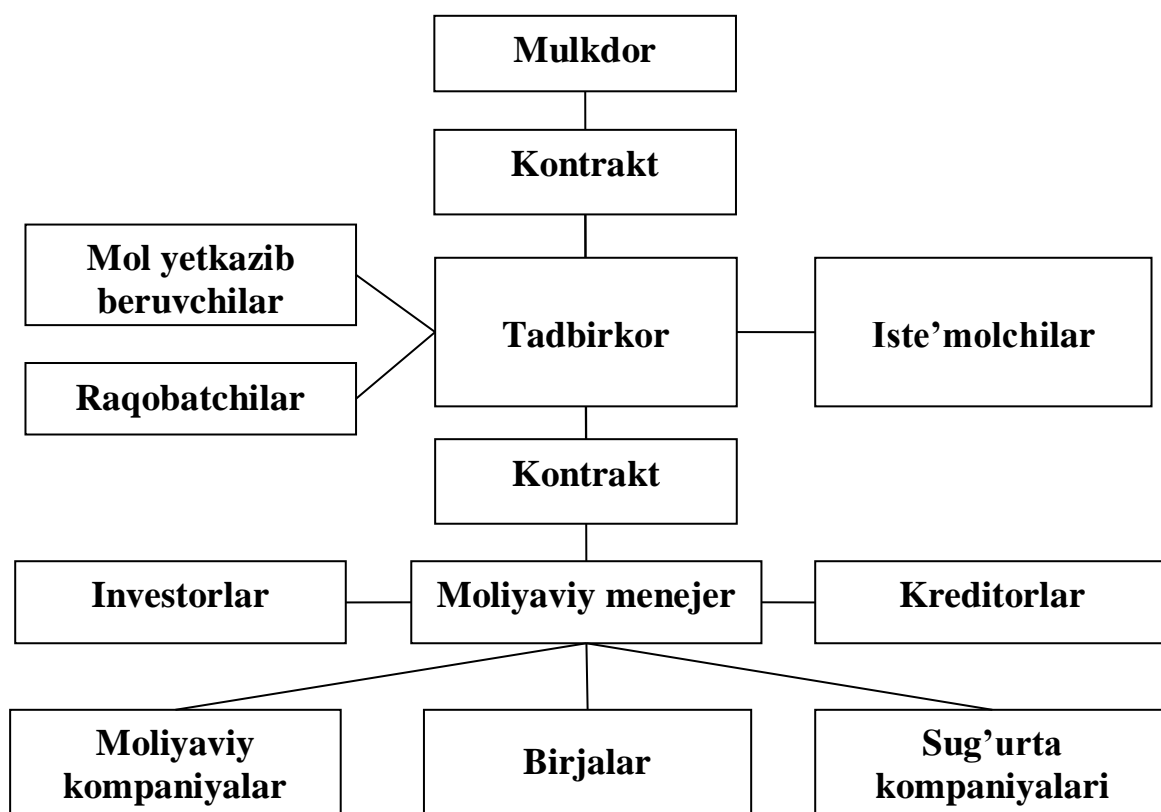 Mulkdor
Kontrakt
Mol yetkazib
beruvchilar
Tadbirkor
Iste’molchilar
Raqobatchilar
Kontrakt
Investorlar
Moliyaviy menejer
Kreditorlar
Moliyaviy
kompaniyalar
Birjalar
Sug’urta
kompaniyalari